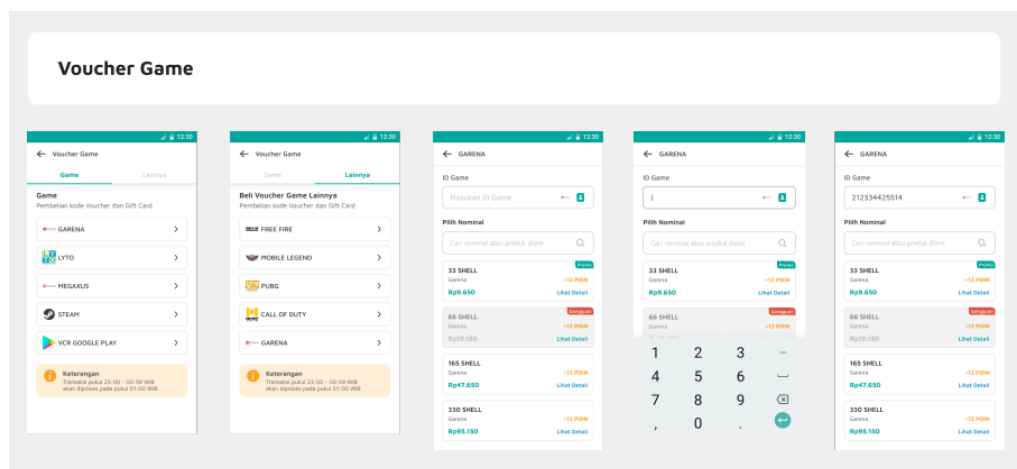 Voucher Game
12:30
Voucher Game
Game Lainnya
Game
Pembelian kode Voucher dan Gift Card
GARENA
LYTO
MEGAXUS
STEAM
VCR GOOGLE PLAY
Keterangan
Transaksi pukul 23:00 - 00:59 WIB
akan diproses pada pukul 01:00 WIB
12:30
Voucher Game
Game Lainnya
Beli Voucher Game Lainnya
Pembelian kode Voucher dan Gift Card
FREE FIRE
MOBILE LEGEND
PUBG
CALL OF DUTY
GARENA
Keterangan
Transaksi pukul 23:00 - 00:59 WIB
akan diproses pada pukul 01:00 WIB
12:30
GARENA
ID Game
Masukan ID Game
Pilih Nominal
Cari nominal atau produk disini
Promo
33 SHELL
Garena +12 POIN
Rp9.650 Lihat Detail
Gangguan
66 SHELL
Garena +12 POIN
Rp19.150 Lihat Detail
165 SHELL
Garena +12 POIN
Rp47.650 Lihat Detail
330 SHELL
Garena +12 POIN
Rp95.150 Lihat Detail
12:30
GARENA
ID Game
Pilih Nominal
Cari nominal atau produk disini
Promo
33 SHELL
Garena +12 POIN
Rp9.650 Lihat Detail
Gangguan
66 SHELL
Garena +12 POIN
1 2 3 -
4 5 6
7 8 9
, 0 .
12:30
GARENA
ID Game
212334425514
Pilih Nominal
Cari nominal atau produk disini
Promo
33 SHELL
Garena +12 POIN
Rp9.650 Lihat Detail
Gangguan
66 SHELL
Garena +12 POIN
Rp19.150 Lihat Detail
165 SHELL
Garena +12 POIN
Rp47.650 Lihat Detail
330 SHELL
Garena +12 POIN
Rp95.150 Lihat Detail